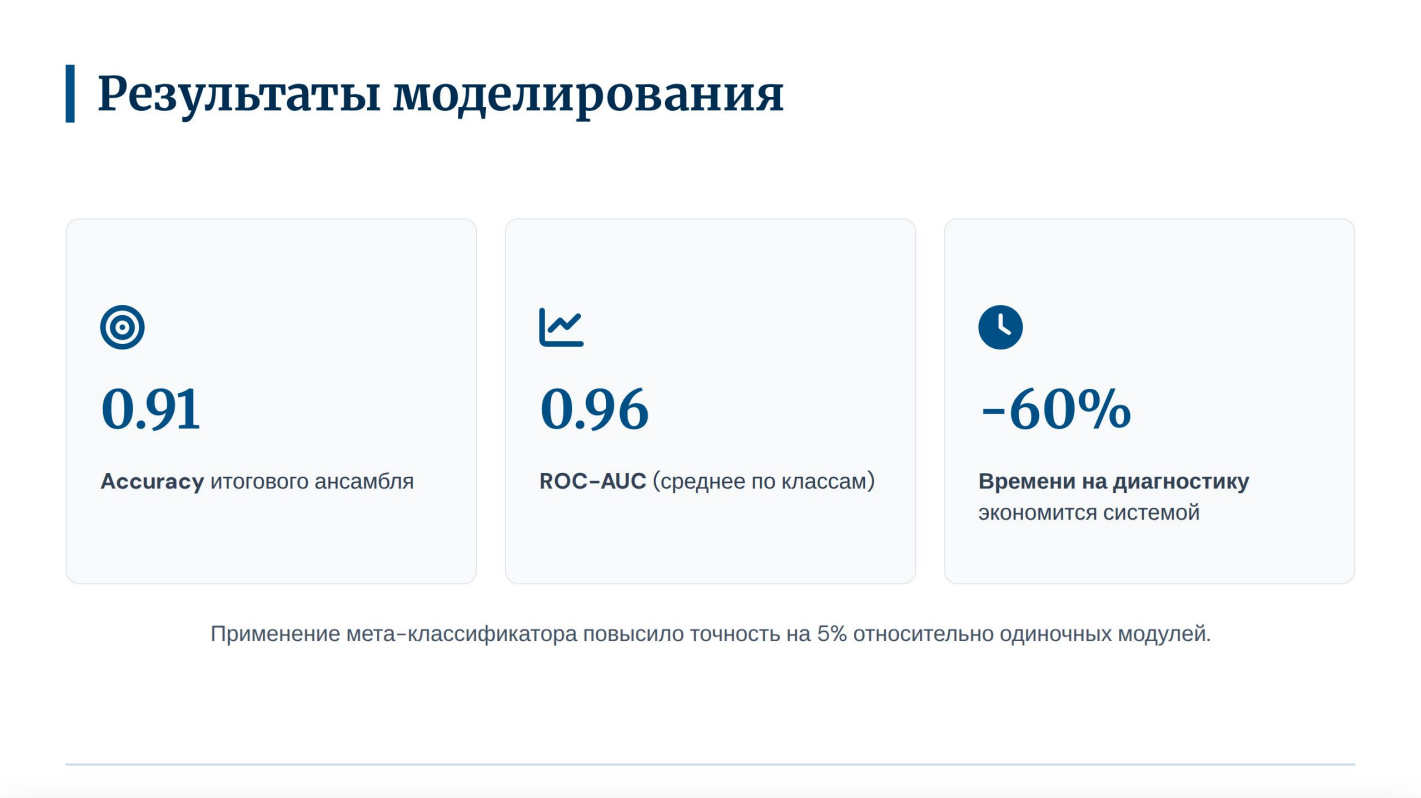 Результаты моделирования
0.91
Accuracy итогового ансамбля
0.96
ROC-AUC (среднее по классам)
-60%
Времени на диагностику
экономится системой
Применение мета-классификатора повысило точность на 5% относительно одиночных модулей.